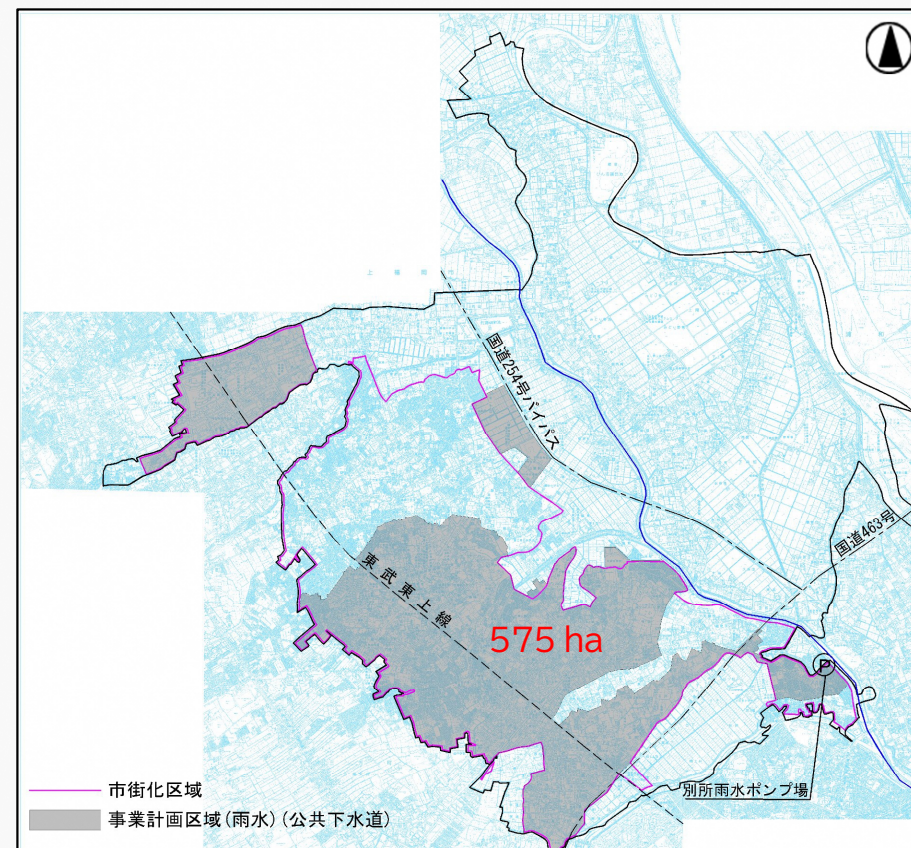 国道254号バイパス
国道463号
東武東上線
575 ha
P
別所雨水ポンプ場
市街化区域
事業計画区域(雨水)(公共下水道)